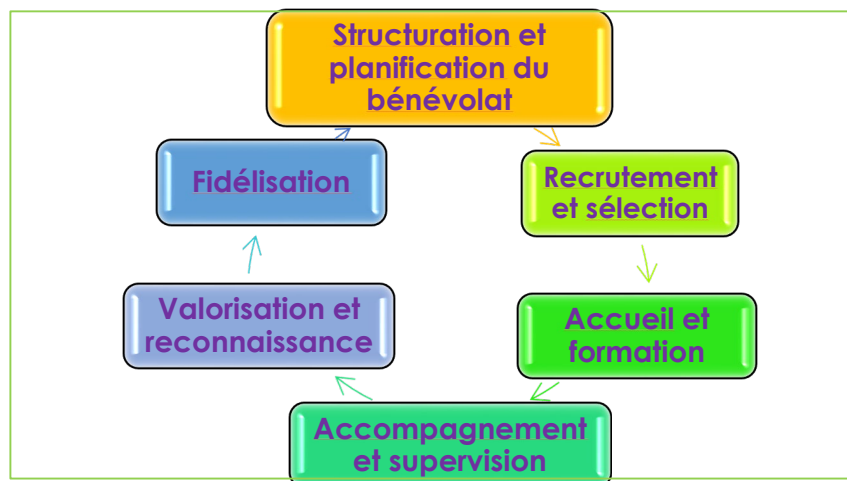 Structuration et
planification du
bénévolat
Recrutement
et sélection
Accueil et
formation
Accompagnement
et supervision
Valorisation et
reconnaissance
Fidélisation